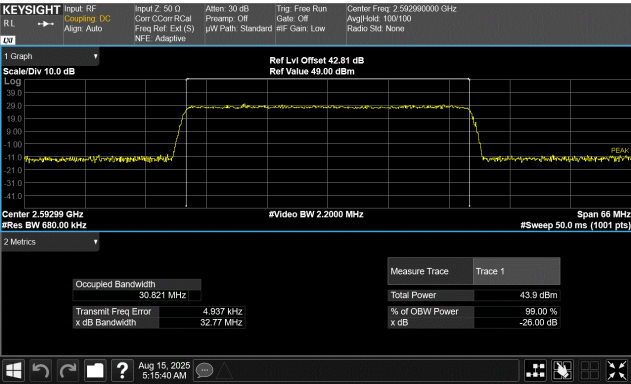 KEYSIGHT Input: RF Input Z: 50 Ω Atten: 30 dB Trig: Free Run Center Freq: 2.592990000 GHz
RL Coupling: DC Corr CCorr RCal Preamp: Off Gate: Off Avg|Hold: 100/100
Align: Auto Freq Ref: Ext (S) µW Path: Standard #IF Gain: Low Radio Std: None
LXI NFE: Adaptive
1 Graph
Ref Lvl Offset 42.81 dB
Scale/Div 10.0 dB Ref Value 49.00 dBm
Log
39.0
29.0
19.0
9.00
-1.00
-11.0 PEAK
-21.0
-31.0
-41.0
Center 2.59299 GHz #Video BW 2.2000 MHz Span 66 MHz
#Res BW 680.00 kHz #Sweep 50.0 ms (1001 pts)
2 Metrics
Measure Trace Trace 1
Occupied Bandwidth
30.821 MHz Total Power 43.9 dBm
Transmit Freq Error 4.937 kHz % of OBW Power 99.00 %
x dB Bandwidth 32.77 MHz x dB -26.00 dB
? Aug 15, 2025
5:15:40 AM